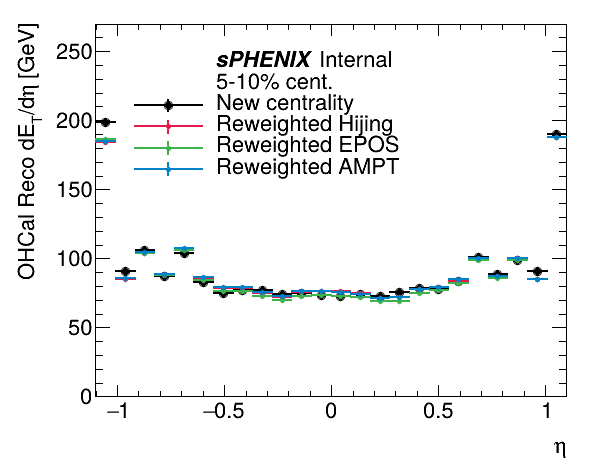 OHCal Reco dE_T/dη [GeV]
250
200
150
100
50
0
sPHENIX Internal
5-10% cent.
New centrality
Reweighted Hijing
Reweighted EPOS
Reweighted AMPT
−1
−0.5
0
0.5
1
η